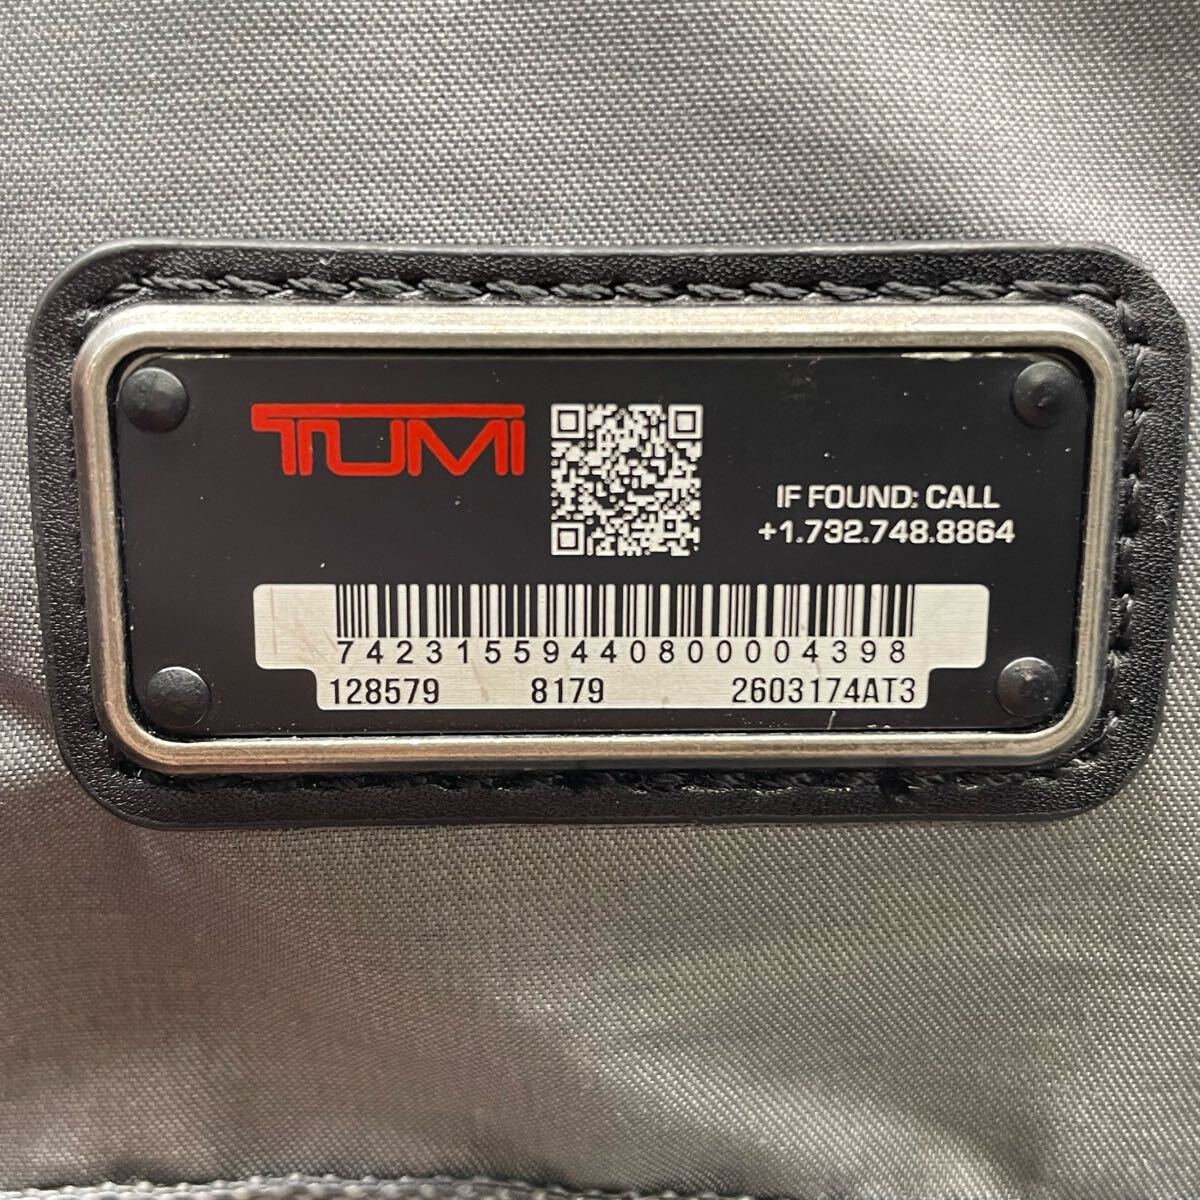 TUMI
IF FOUND: CALL
+1.732.748.8864
74231559440800004398
128579 8179 2603174AT3